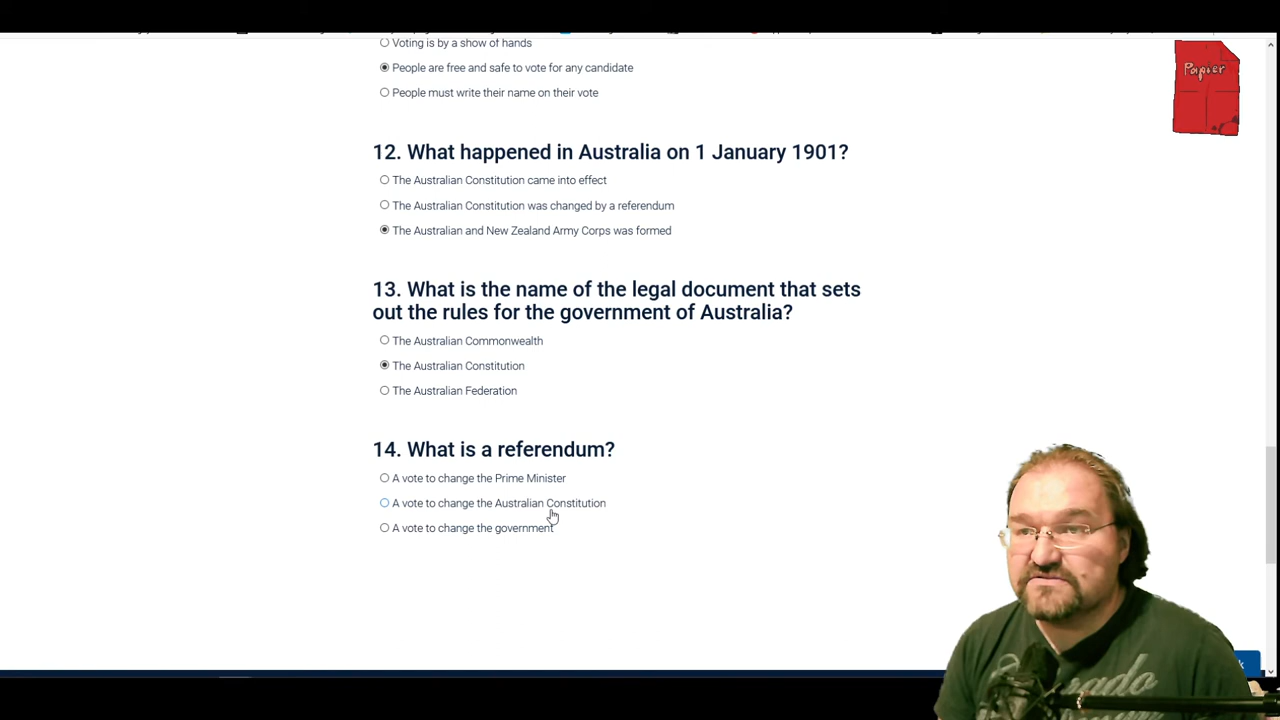 Voting is by a show of hands
People are free and safe to vote for any candidate
People must write their name on their vote
Papier
12. What happened in Australia on 1 January 1901?
The Australian Constitution came into effect
The Australian Constitution was changed by a referendum
The Australian and New Zealand Army Corps was formed
13. What is the name of the legal document that sets
out the rules for the government of Australia?
The Australian Commonwealth
The Australian Constitution
The Australian Federation
14. What is a referendum?
A vote to change the Prime Minister
A vote to change the Australian Constitution
A vote to change the government